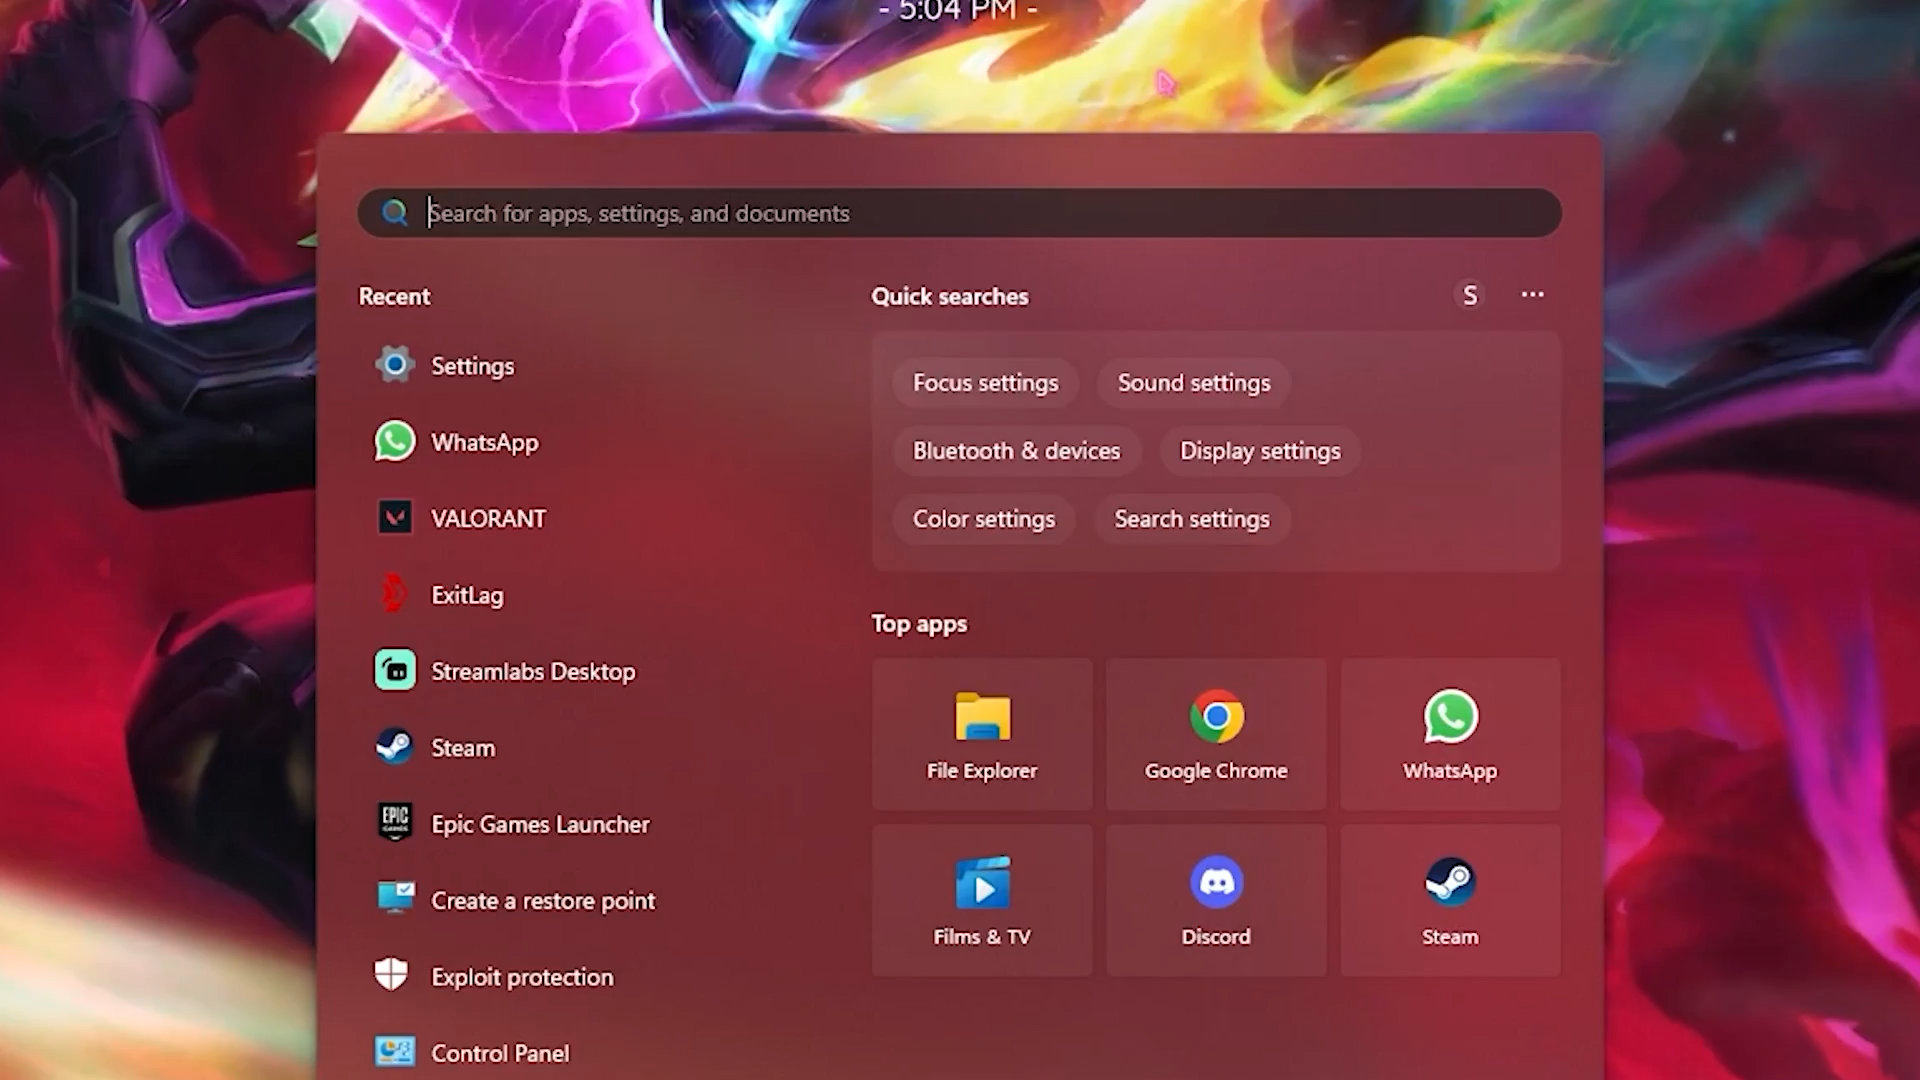 - 5:04 PM -
Search for apps, settings, and documents
Recent
Settings
WhatsApp
VALORANT
ExitLag
Streamlabs Desktop
Steam
EPIC
GAMES
Epic Games Launcher
Create a restore point
Exploit protection
Control Panel
Quick searches
S
Focus settings
Sound settings
Bluetooth & devices
Display settings
Color settings
Search settings
Top apps
File Explorer
Google Chrome
WhatsApp
Films & TV
Discord
Steam